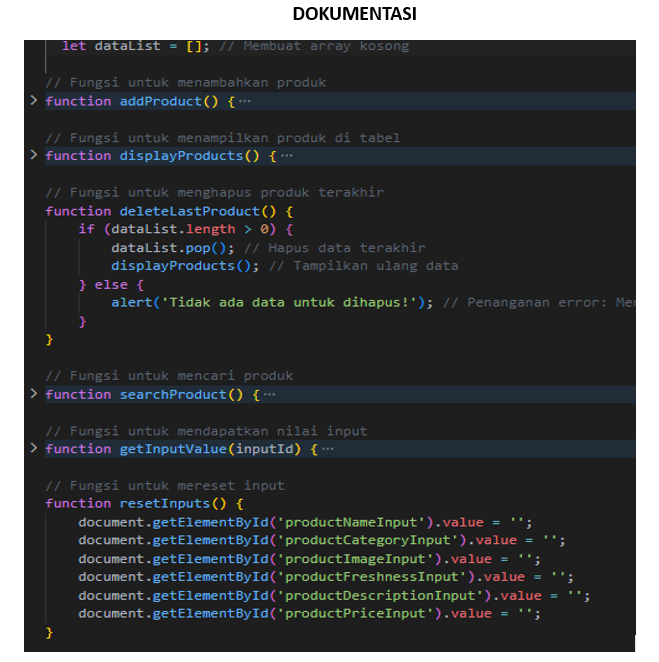 DOKUMENTASI
let dataList = []; // Membuat array kosong
// Fungsi untuk menambahkan produk
> function addProduct() { ···
// Fungsi untuk menampilkan produk di tabel
> function displayProducts() { ···
// Fungsi untuk menghapus produk terakhir
function deleteLastProduct() {
if (dataList.length > 0) {
dataList.pop(); // Hapus data terakhir
displayProducts(); // Tampilkan ulang data
} else {
alert('Tidak ada data untuk dihapus!'); // Penanganan error:
}
}
// Fungsi untuk mencari produk
> function searchProduct() { ···
// Fungsi untuk mendapatkan nilai input
> function getInputValue(inputId) { ···
// Fungsi untuk mereset input
function resetInputs() {
document.getElementById('productNameInput').value = '';
document.getElementById('productCategoryInput').value = '';
document.getElementById('productImageInput').value = '';
document.getElementById('productFreshnessInput').value = '';
document.getElementById('productDescriptionInput').value = '';
document.getElementById('productPriceInput').value = '';
}